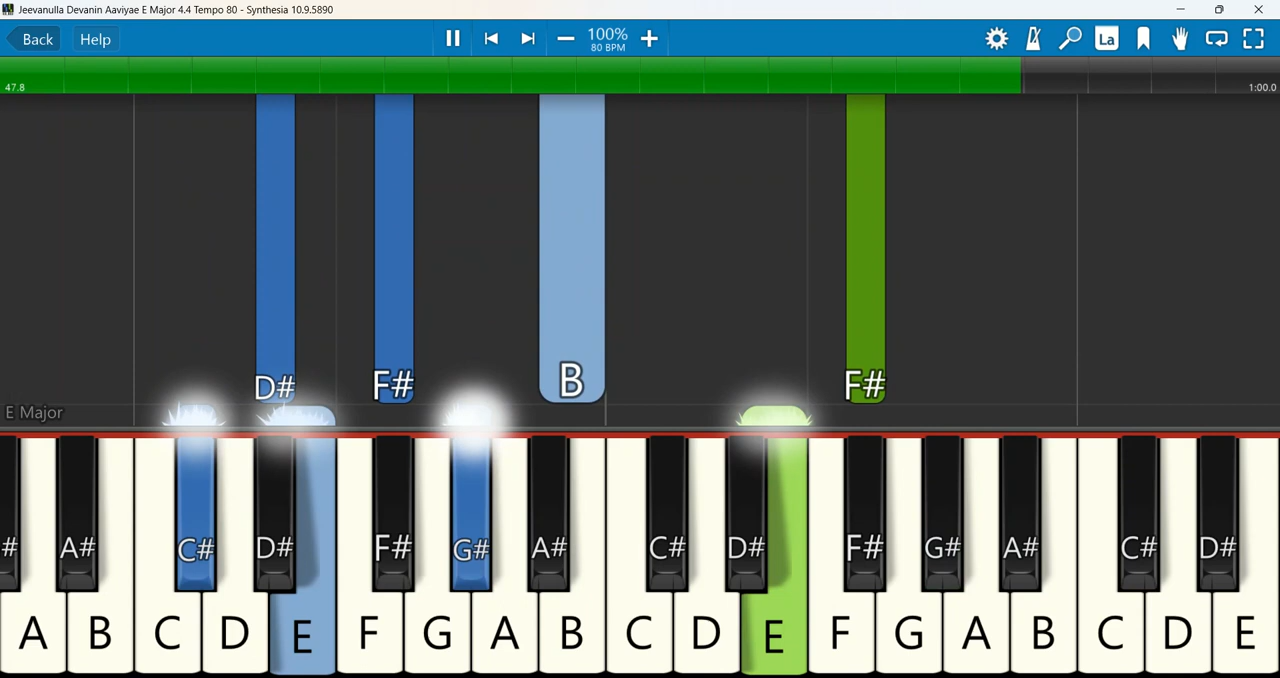 Jeevanulla Devanin Aaviyae E Major 4.4 Tempo 80 - Synthesia 10.9.5890
Back Help 100% La
80 BPM
47.8 1:00.0
D# F# B F#
E Major
# A# C# D# F# G# A# C# D# F# G# A# C# D#
A B C D E F G A B C D E F G A B C D E